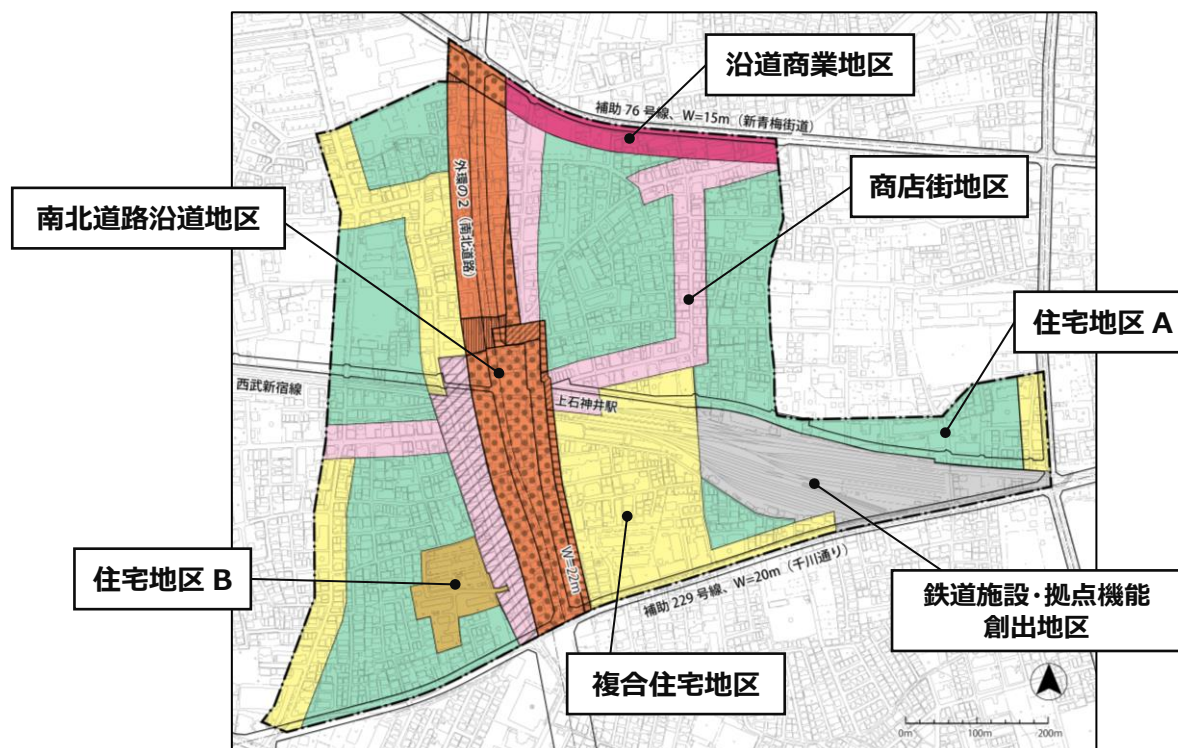 沿道商業地区
補助 76 号線、W=15m（新青梅街道）
商店街地区
南北道路沿道地区
外環の２（南北道路）
住宅地区 A
西武新宿線
上石神井駅
住宅地区 B
W=22m
補助 229 号線、W=20m（千川通り）
鉄道施設・拠点機能
創出地区
複合住宅地区
0m 100m 200m